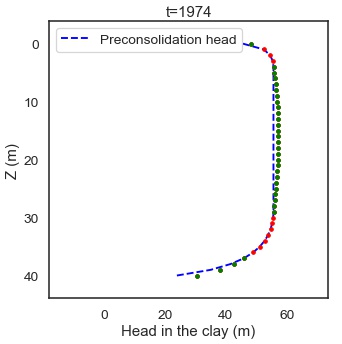 t=1974
Preconsolidation head
0
10
20
30
40
Z (m)
0 20 40 60
Head in the clay (m)